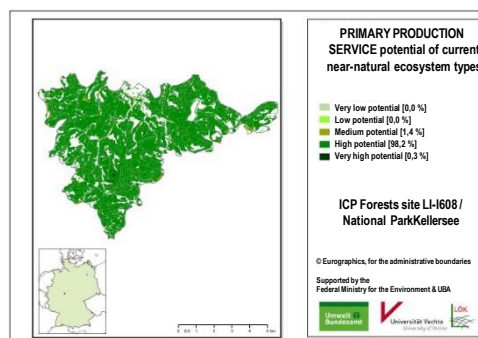 PRIMARY PRODUCTION
SERVICE potential of current
near-natural ecosystem types
Very low potential [0,0 %]
Low potential [0,0 %]
Medium potential [1,4 %]
High potential [98,2 %]
Very high potential [0,3 %]
ICP Forests site LI-I608 /
National ParkKellersee
© Eurographics, for the administrative boundaries
Supported by the
Federal Ministry for the Environment & UBA
Umwelt
Bundesamt
Universität Vechta
University of Vechta
LÖK